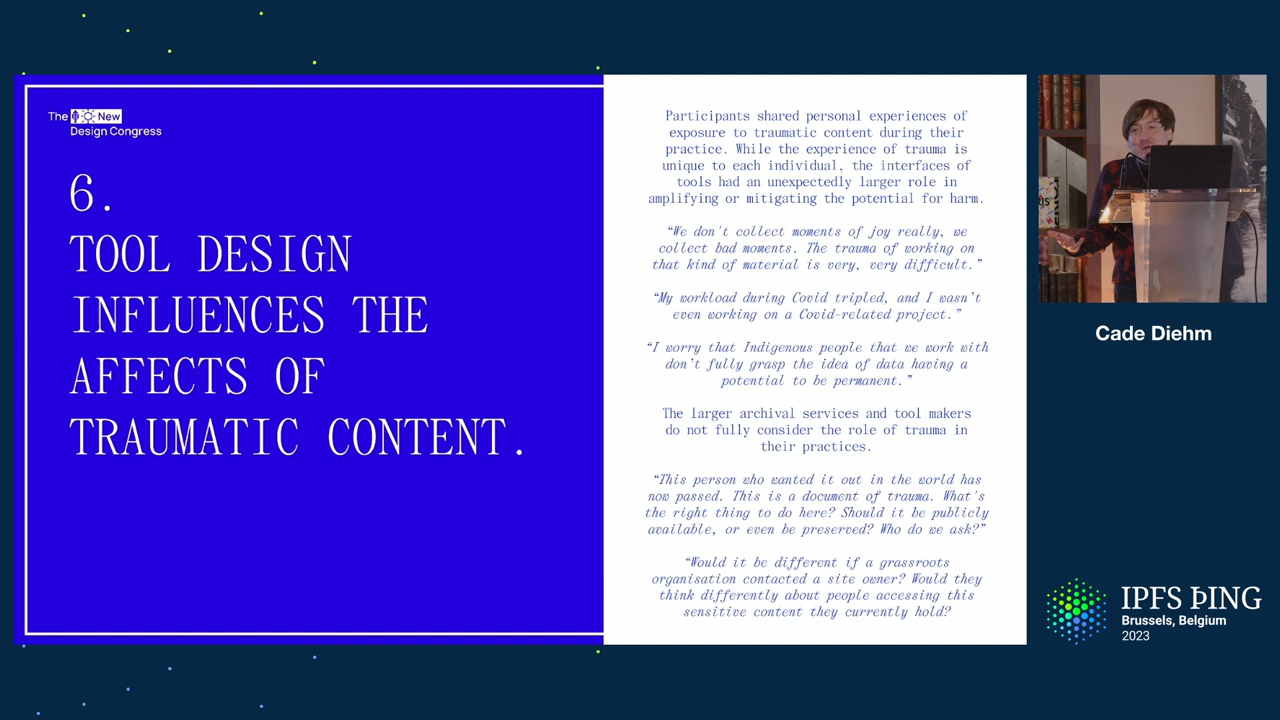 The New
Design Congress
6.
TOOL DESIGN
INFLUENCES THE
AFFECTS OF
TRAUMATIC CONTENT.
Participants shared personal experiences of
exposure to traumatic content during their
practice. While the experience of trauma is
unique to each individual, the interfaces of
tools had an unexpectedly larger role in
amplifying or mitigating the potential for harm.
“We don't collect moments of joy really, we
collect bad moments. The trauma of working on
that kind of material is very, very difficult.”
“My workload during Covid tripled, and I wasn’t
even working on a Covid-related project.”
“I worry that Indigenous people that we work with
don’t fully grasp the idea of data having a
potential to be permanent.”
The larger archival services and tool makers
do not fully consider the role of trauma in
their practices.
“This person who wanted it out in the world has
now passed. This is a document of trauma. What's
the right thing to do here? Should it be publicly
available, or even be preserved? Who do we ask?”
“Would it be different if a grassroots
organisation contacted a site owner? Would they
think differently about people accessing this
sensitive content they currently hold?
Cade Diehm
IPFS ÞING
Brussels, Belgium
2023